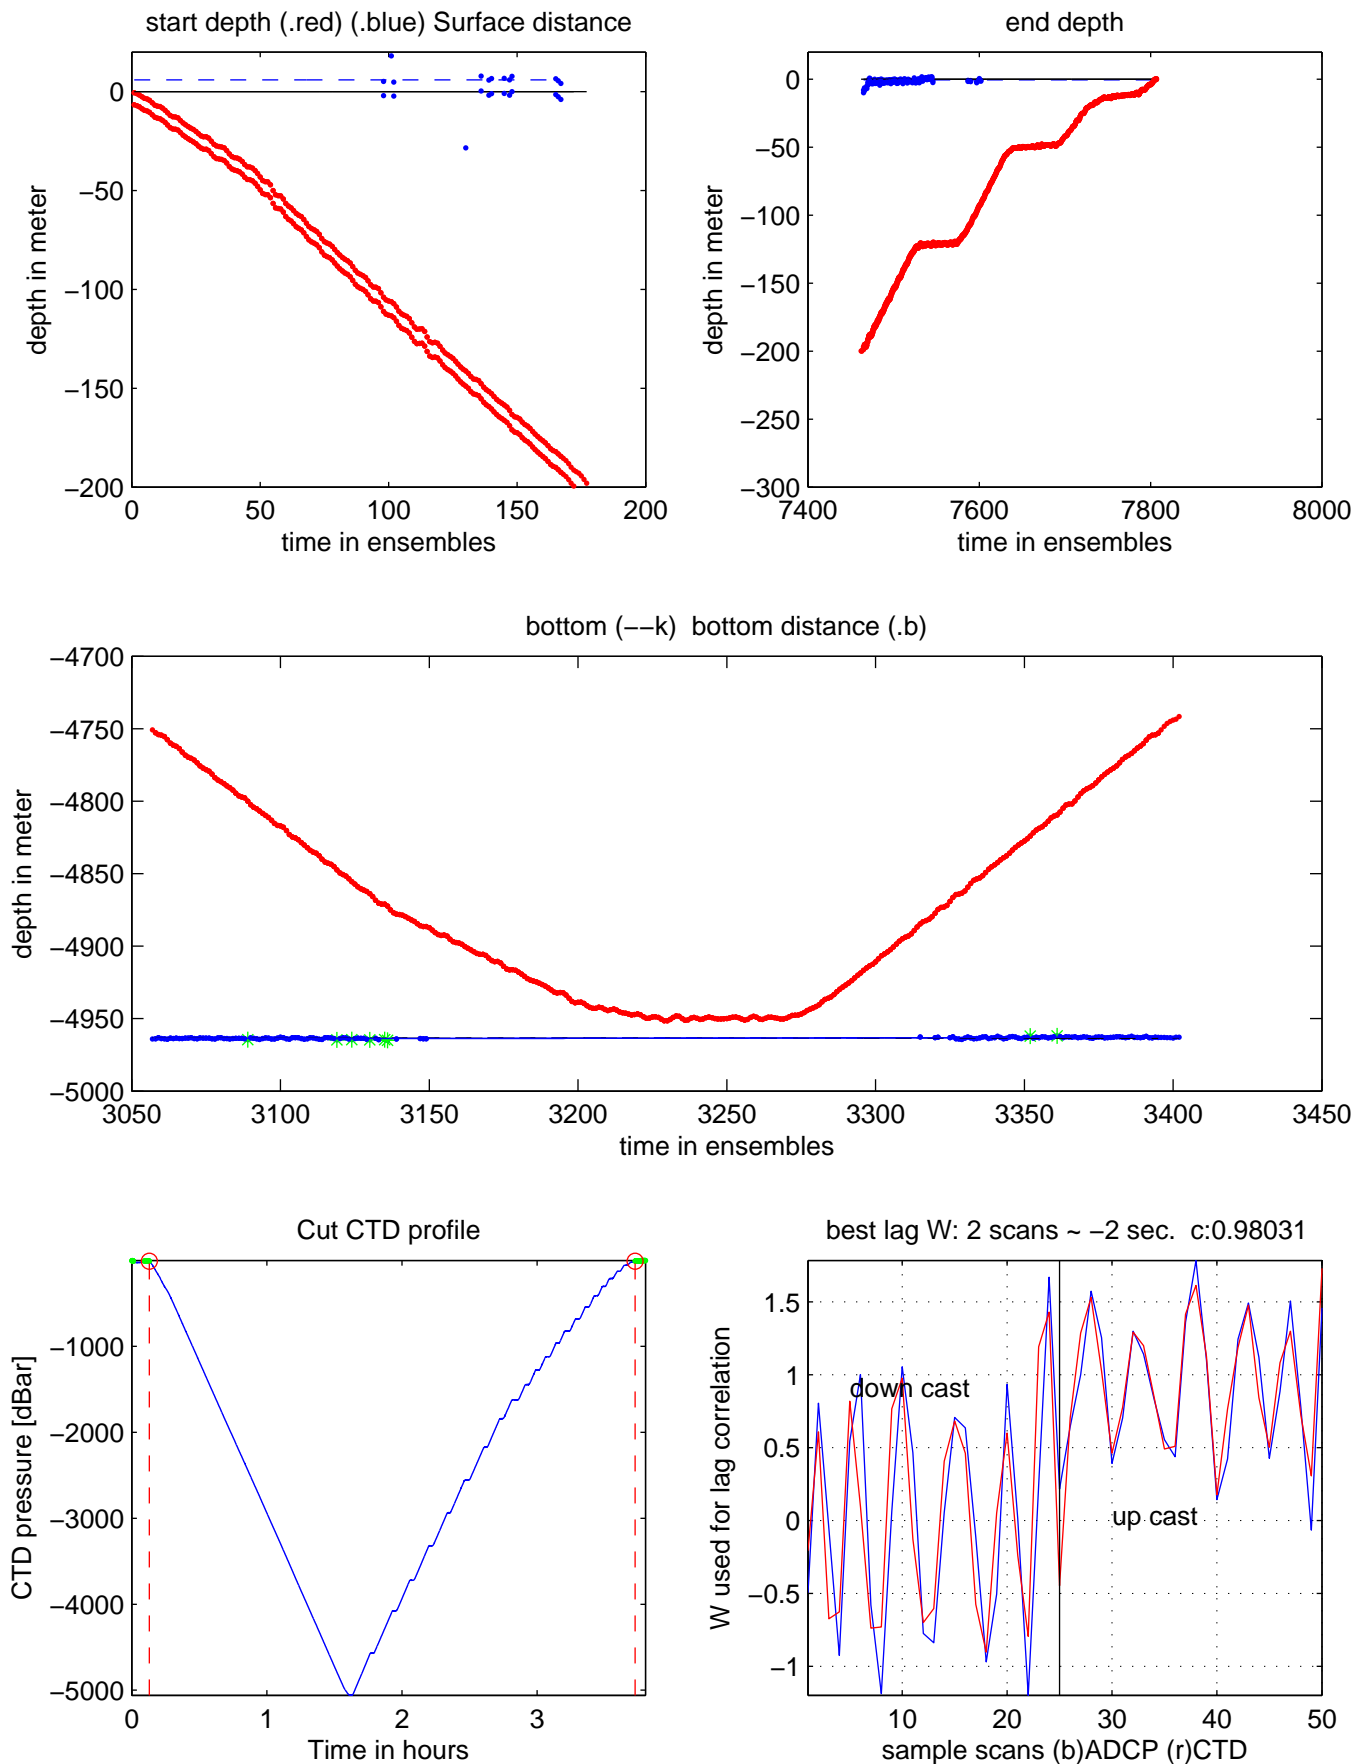 start depth (.red) (.blue) Surface distance
0
−50
−100
−150
−200
depth in meter
0 50 100 150 200
time in ensembles
end depth
0
−50
−100
−150
−200
−250
−300
depth in meter
7400 7600 7800 8000
time in ensembles
bottom (−−k)  bottom distance (.b)
−4700
−4750
−4800
−4850
−4900
−4950
−5000
depth in meter
3050 3100 3150 3200 3250 3300 3350 3400 3450
time in ensembles
Cut CTD profile
−1000
−2000
−3000
−4000
−5000
CTD pressure [dBar]
0 1 2 3
Time in hours
best lag W: 2 scans ~ −2 sec.  c:0.98031
1.5
1
0.5
0
−0.5
−1
W used for lag correlation
down cast
up cast
10 20 30 40 50
sample scans (b)ADCP (r)CTD